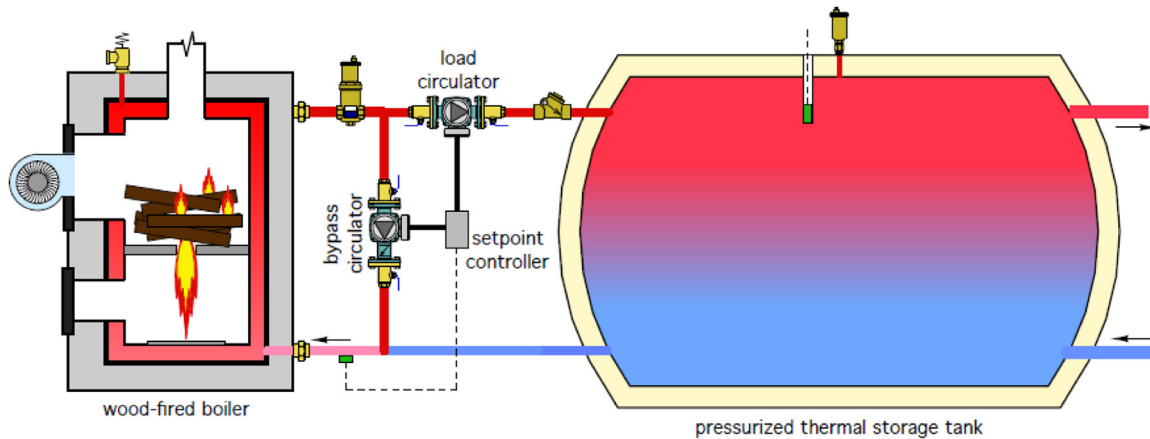 load
circulator
bypass
circulator
setpoint
controller
wood-fired boiler
pressurized thermal storage tank